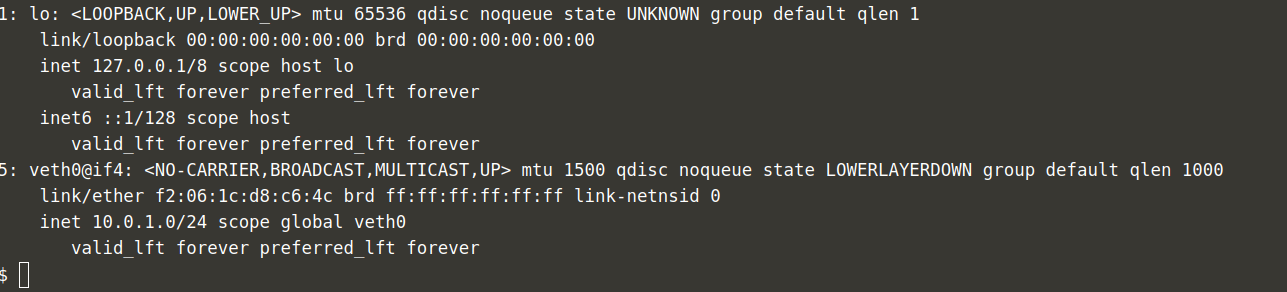 1: lo: <LOOPBACK,UP,LOWER_UP> mtu 65536 qdisc noqueue state UNKNOWN group default qlen 1
link/loopback 00:00:00:00:00:00 brd 00:00:00:00:00:00
inet 127.0.0.1/8 scope host lo
valid_lft forever preferred_lft forever
inet6 ::1/128 scope host
valid_lft forever preferred_lft forever
5: veth0@if4: <NO-CARRIER,BROADCAST,MULTICAST,UP> mtu 1500 qdisc noqueue state LOWERLAYERDOWN group default qlen 1000
link/ether f2:06:1c:d8:c6:4c brd ff:ff:ff:ff:ff:ff link-netnsid 0
inet 10.0.1.0/24 scope global veth0
valid_lft forever preferred_lft forever
$